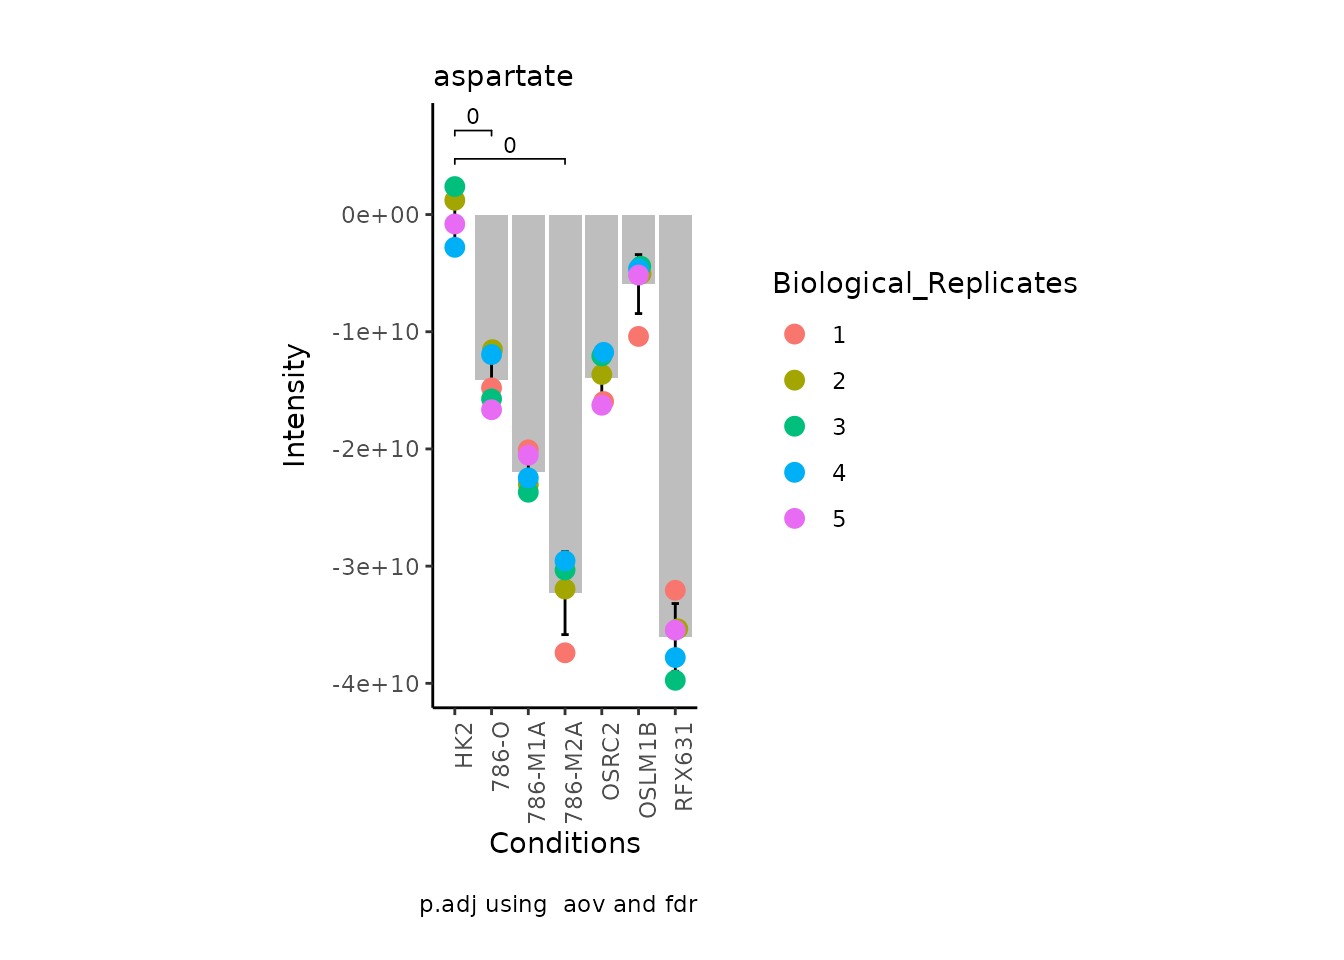 aspartate
0
0
0e+00
-1e+10
-2e+10
-3e+10
-4e+10
Intensity
HK2
786-O
786-M1A
786-M2A
OSRC2
OSLM1B
RFX631
Conditions
p.adj using  aov and fdr
Biological_Replicates
1
2
3
4
5